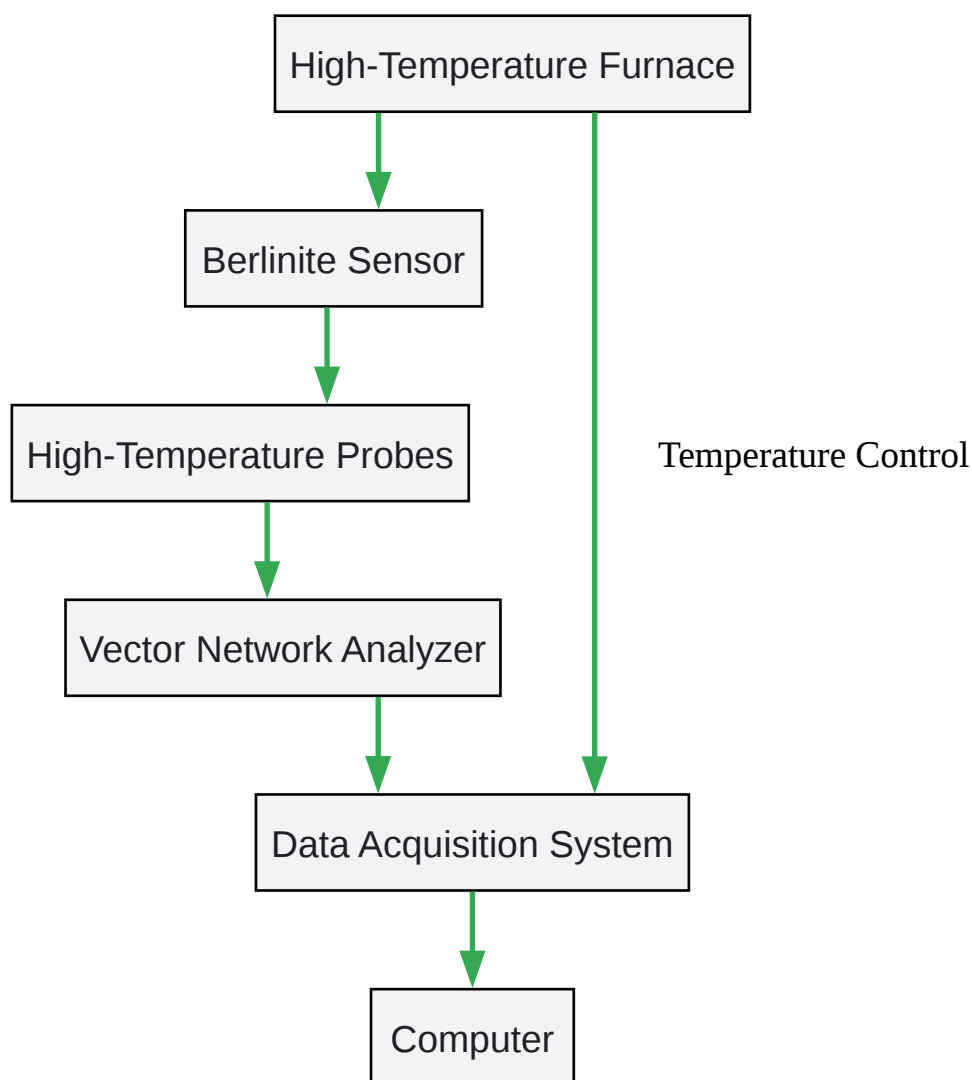 High-Temperature Furnace
Berlinite Sensor
High-Temperature Probes
Temperature Control
Vector Network Analyzer
Data Acquisition System
Computer